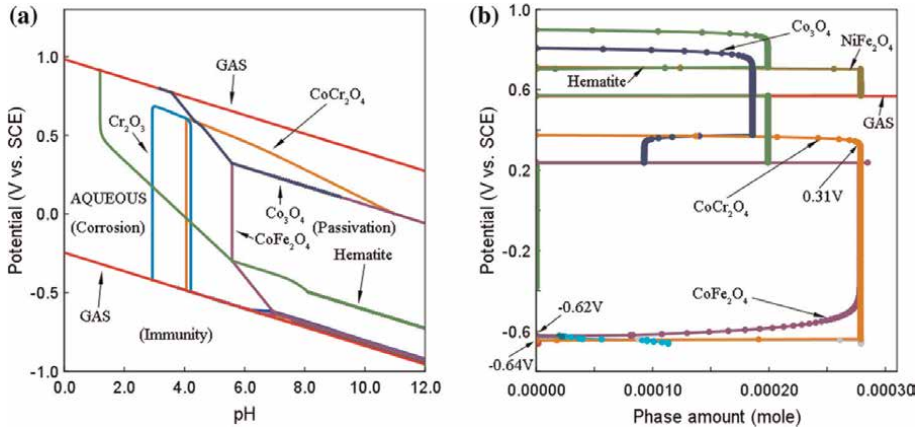 (a)
1.0
0.5
0.0
-0.5
-1.0
Potential (V vs. SCE)
0.0
2.0
4.0
6.0
8.0
10.0
12.0
pH
GAS
CoCr₂O₄
Cr₂O₃
AQUEOUS
(Corrosion)
Co₃O₄
(Passivation)
CoFe₂O₄
Hematite
GAS
(Immunity)
(b)
1.0
0.6
0.2
-0.2
-0.6
Potential (V vs. SCE)
0.00000
0.00010
0.00020
0.00030
Phase amount (mole)
Co₃O₄
NiFe₂O₄
Hematite
GAS
CoCr₂O₄
0.31V
CoFe₂O₄
-0.62V
-0.64V